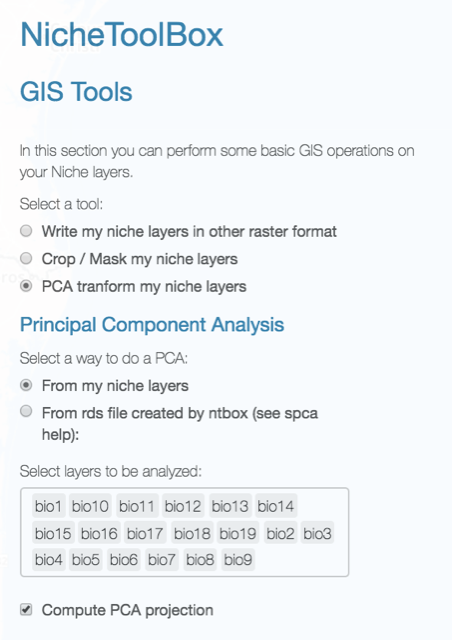 NicheToolBox
GIS Tools
In this section you can perform some basic GIS operations on
your Niche layers.
Select a tool:
Write my niche layers in other raster format
Crop / Mask my niche layers
PCA tranform my niche layers
Principal Component Analysis
Select a way to do a PCA:
From my niche layers
From rds file created by ntbox (see spca
help):
Select layers to be analyzed:
bio1 bio10 bio11 bio12 bio13 bio14
bio15 bio16 bio17 bio18 bio19 bio2 bio3
bio4 bio5 bio6 bio7 bio8 bio9
Compute PCA projection